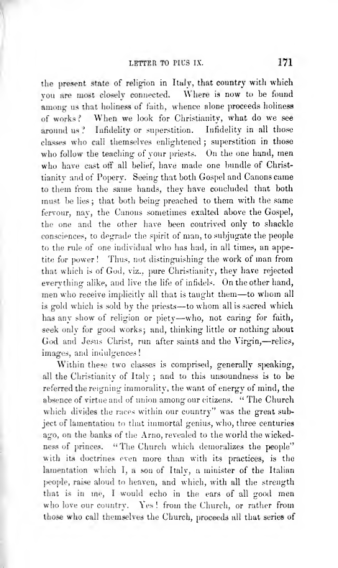 LETTER TO PIUS IX. 171
the present state of religion in Italy, that country with which
you are most closely connected. Where is now to be found
among us that holiness of faith, whence alone proceeds holiness
of works? When we look for Christianity, what do we see
around us? Infidelity or superstition. Infidelity in all those
classes who call themselves enlightened; superstition in those
who follow the teaching of your priests. On the one hand, men
who have cast off all belief, have made one bundle of Christ-
tianity and of Popery. Seeing that both Gospel and Canons came
to them from the same hands, they have concluded that both
must be lies; that both being preached to them with the same
fervour, nay, the Canons sometimes exalted above the Gospel,
the one and the other have been contrived only to shackle
consciences, to degrade the spirit of man, to subjugate the people
to the rule of one individual who has had, in all times, an appe-
tite for power! Thus, not distinguishing the work of man from
that which is of God, viz., pure Christianity, they have rejected
everything alike, and live the life of infidels. On the other hand,
men who receive implicitly all that is taught them—to whom all
is gold which is sold by the priests—to whom all is sacred which
has any show of religion or piety—who, not caring for faith,
seek only for good works; and, thinking little or nothing about
God and Jesus Christ, run after saints and the Virgin,—relics,
images, and indulgences!
Within these two classes is comprised, generally speaking,
all the Christianity of Italy; and to this unsoundness is to be
referred the reigning immorality, the want of energy of mind, the
absence of virtue and of union among our citizens. "The Church
which divides the races within our country" was the great sub-
ject of lamentation to that immortal genius, who, three centuries
ago, on the banks of the Arno, revealed to the world the wicked-
ness of princes. "The Church which demoralizes the people"
with its doctrines even more than with its practices, is the
lamentation which I, a son of Italy, a minister of the Italian
people, raise aloud to heaven, and which, with all the strength
that is in me, I would echo in the ears of all good men
who love our country. Yes! from the Church, or rather from
those who call themselves the Church, proceeds all that series of